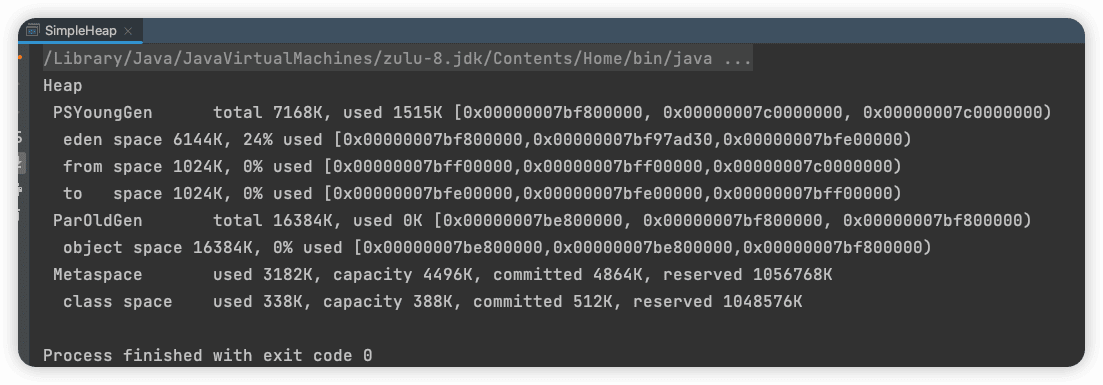 SimpleHeap
/Library/Java/JavaVirtualMachines/zulu-8.jdk/Contents/Home/bin/java ...
Heap
PSYoungGen total 7168K, used 1515K [0x00000007bf800000, 0x00000007c0000000, 0x00000007c0000000)
eden space 6144K, 24% used [0x00000007bf800000,0x00000007bf97ad30,0x00000007bfe00000)
from space 1024K, 0% used [0x00000007bff00000,0x00000007bff00000,0x00000007c0000000)
to space 1024K, 0% used [0x00000007bfe00000,0x00000007bfe00000,0x00000007bff00000)
ParOldGen total 16384K, used 0K [0x00000007be800000, 0x00000007bf800000, 0x00000007bf800000)
object space 16384K, 0% used [0x00000007be800000,0x00000007be800000,0x00000007bf800000)
Metaspace used 3182K, capacity 4496K, committed 4864K, reserved 1056768K
class space used 338K, capacity 388K, committed 512K, reserved 1048576K
Process finished with exit code 0